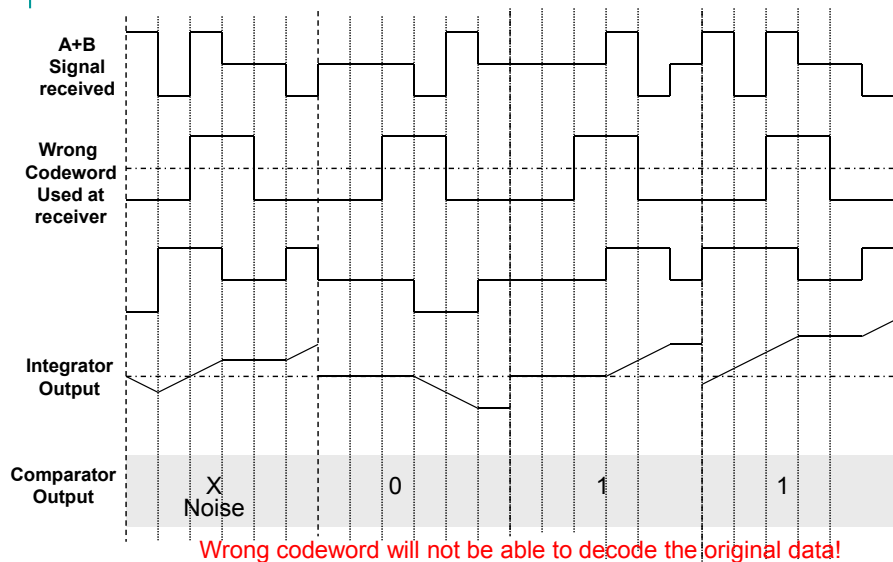 A+B
Signal
received
Wrong
Codeword
Used at
receiver
Integrator
Output
Comparator
Output
X
Noise
0
1
1
Wrong codeword will not be able to decode the original data!